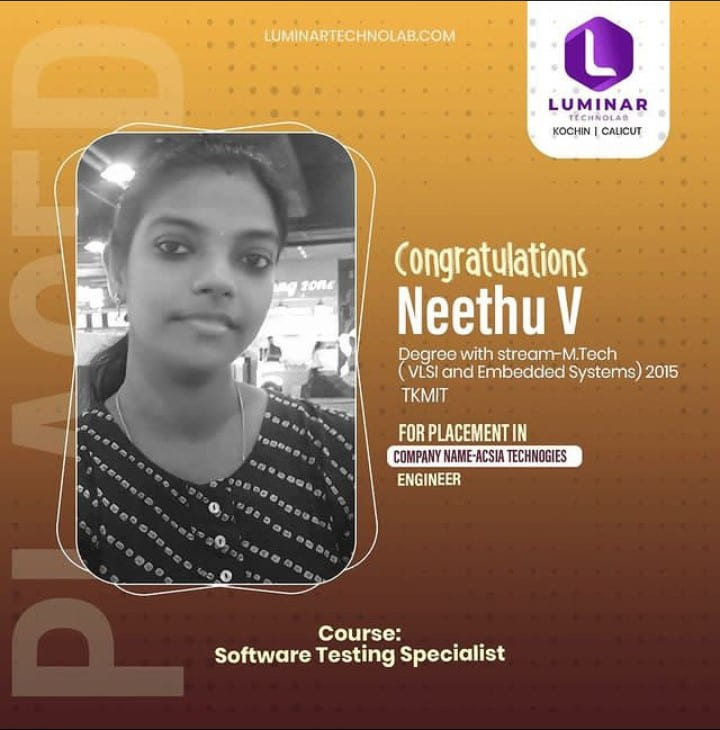 LUMINARTECHNOLAB.COM
LUMINAR
TECHNOLAB
KOCHIN | CALICUT
PLACED
Congratulations
Neethu V
Degree with stream-M.Tech
( VLSI and Embedded Systems) 2015
TKMIT
FOR PLACEMENT IN
COMPANY NAME-ACSIA TECHNOGIES
ENGINEER
Course:
Software Testing Specialist